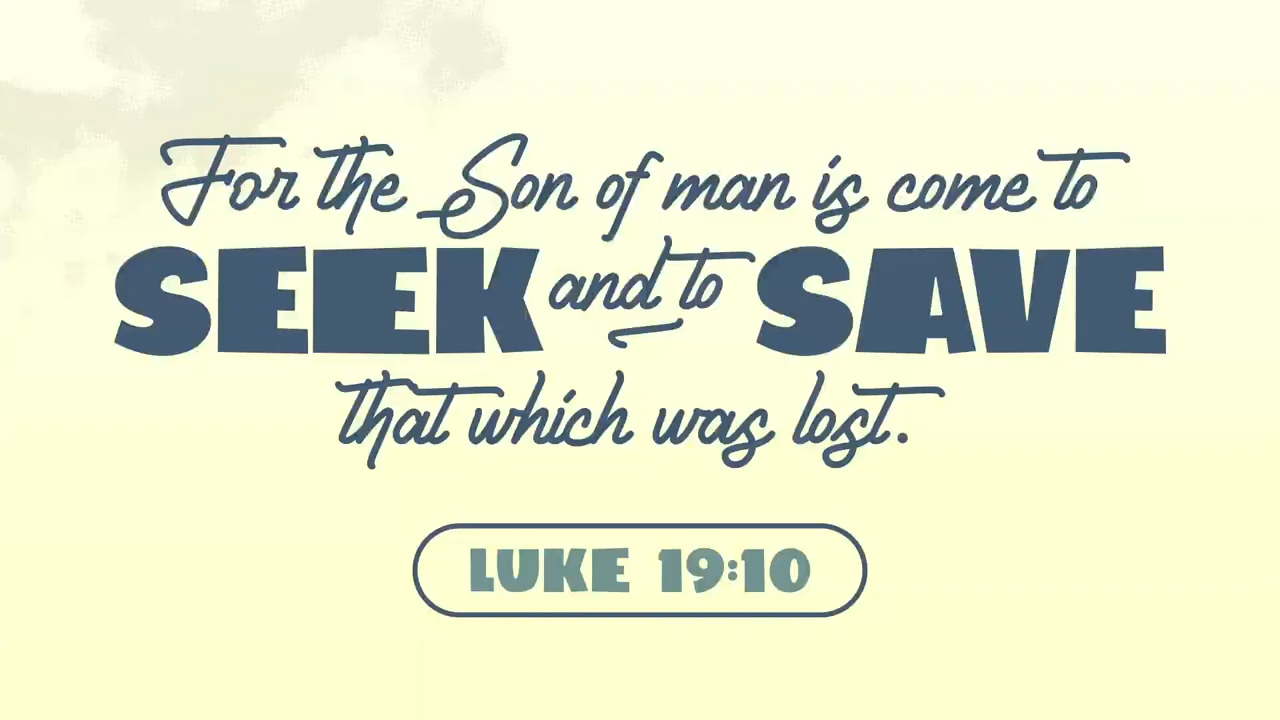 For the Son of man is come to
SEEK and to SAVE
that which was lost.
LUKE 19:10